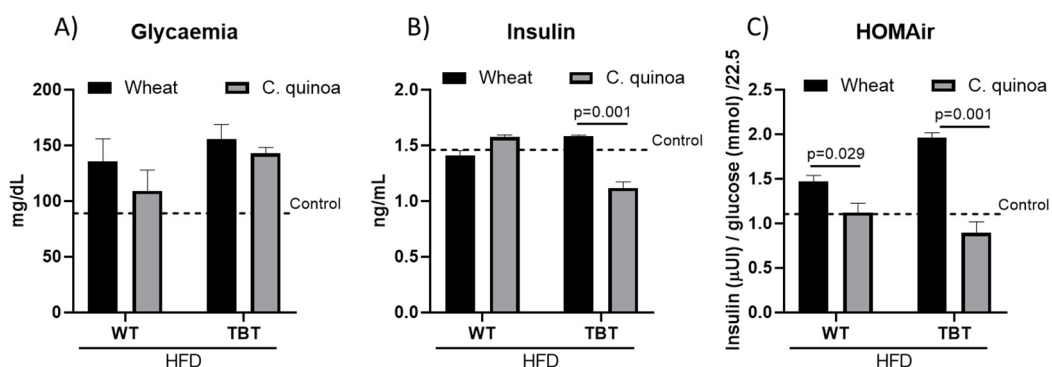 A) Glycaemia
Wheat C. quinoa
mg/dL
200
150
100
50
0
Control
WT TBT
HFD
B) Insulin
Wheat C. quinoa
ng/mL
2.0
1.5
1.0
0.5
0.0
p=0.001
Control
WT TBT
HFD
C) HOMAir
Wheat C. quinoa
Insulin (µUI) / glucose (mmol) /22.5
2.5
2.0
1.5
1.0
0.5
0.0
p=0.029
p=0.001
Control
WT TBT
HFD